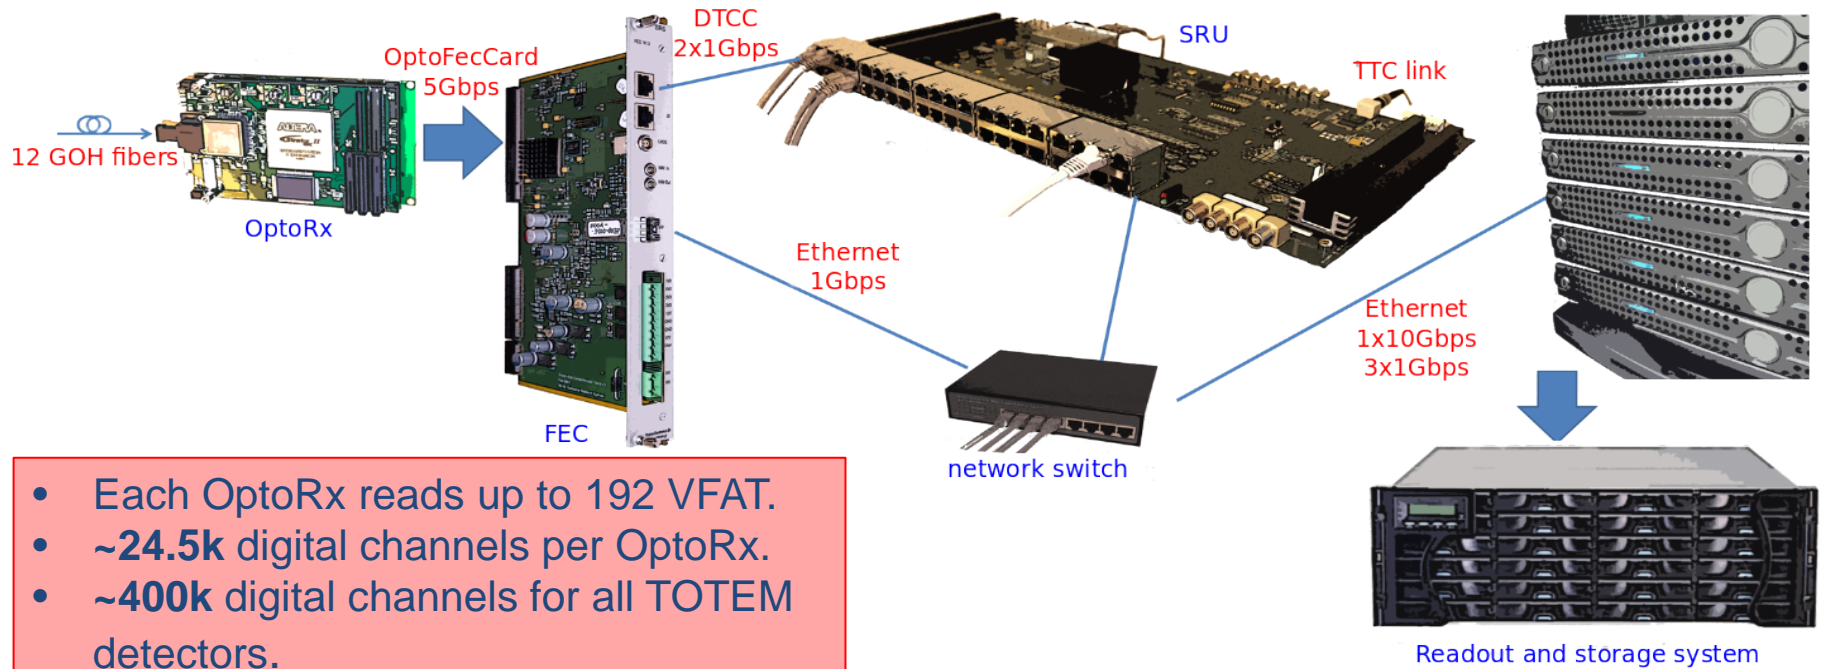 12 GOH fibers
OptoRx
ALTERA
OptoFecCard
5Gbps
FEC
DTCC
2x1Gbps
SRU
TTC link
Ethernet
1Gbps
network switch
Ethernet
1x10Gbps
3x1Gbps
Readout and storage system
• Each OptoRx reads up to 192 VFAT.
• ~24.5k digital channels per OptoRx.
• ~400k digital channels for all TOTEM
detectors.